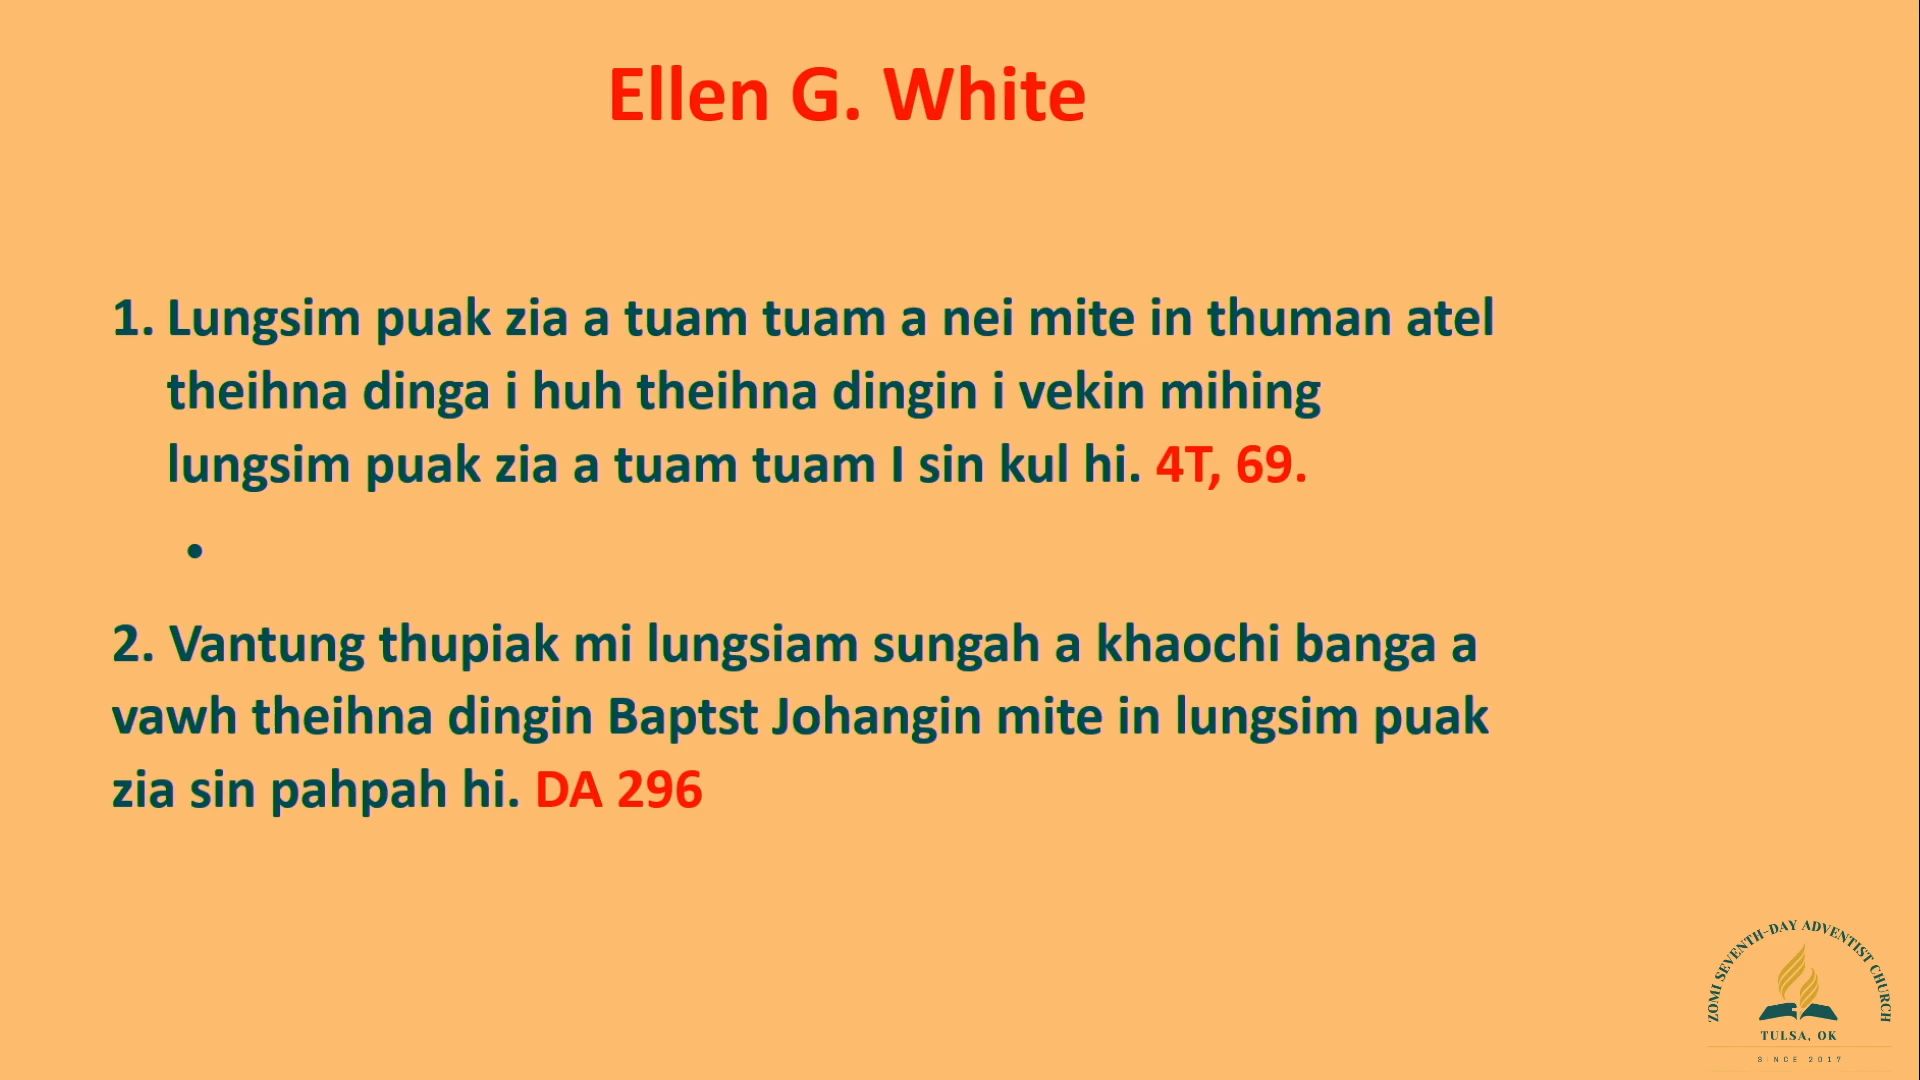 Ellen G. White
1. Lungsim puak zia a tuam tuam a nei mite in thuman atel
theihna dinga i huh theihna dingin i vekin mihing
lungsim puak zia a tuam tuam I sin kul hi. 4T, 69.
•
2. Vantung thupiak mi lungsiam sungah a khaochi banga a
vawh theihna dingin Baptst Johangin mite in lungsim puak
zia sin pahpah hi. DA 296
ZOMI SEVENTH-DAY ADVENTIST CHURCH
TULSA, OK
SINCE 2017